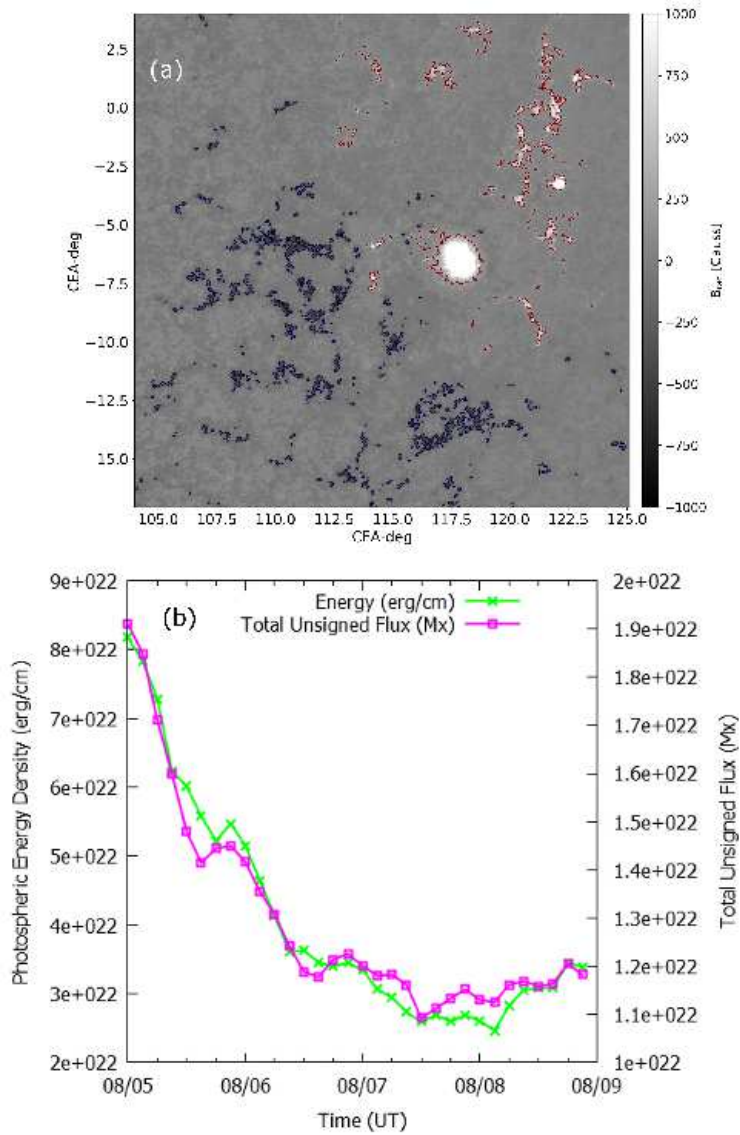 (a)
2.5
0.0
−2.5
−5.0
−7.5
−10.0
−12.5
15.0
CEA-deg
105.0 107.5 110.0 112.5 115.0 117.5 120.0 122.5 125.0
CEA-deg
1000
750
500
250
0
−250
−500
−750
−1000
[Gauss]
(b)
Energy (erg/cm)
Total Unsigned Flux (Mx)
9e+022
8e+022
7e+022
6e+022
5e+022
4e+022
3e+022
2e+022
Photospheric Energy Density (erg/cm)
2e+022
1.9e+022
1.8e+022
1.7e+022
1.6e+022
1.5e+022
1.4e+022
1.3e+022
1.2e+022
1.1e+022
1e+022
Total Unsigned Flux (Mx)
08/05 08/06 08/07 08/08 08/09
Time (UT)